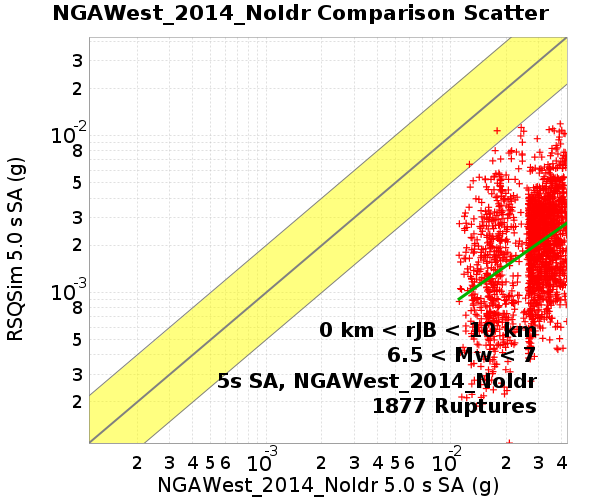 NGAWest_2014_NoIdr Comparison Scatter
RSQSim 5.0 s SA (g)
3
2
10-2
8
5
3
2
10-3
8
5
3
2
0 km < rJB < 10 km
6.5 < Mw < 7
5s SA, NGAWest_2014_NoIdr
1877 Ruptures
2 3 4 5 6 10-3 2 3 4 5 6 10-2 2 3 4
NGAWest_2014_NoIdr 5.0 s SA (g)